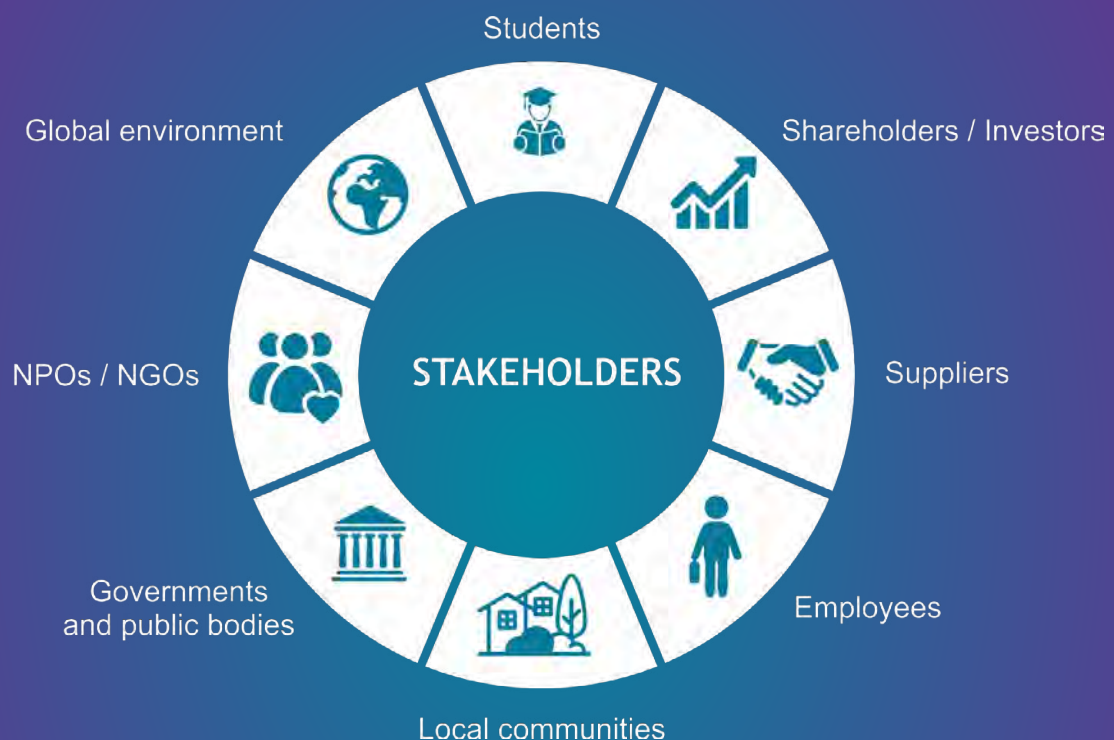 Students
Global environment
Shareholders / Investors
NPOs / NGOs
STAKEHOLDERS
Suppliers
Governments
and public bodies
Employees
Local communities